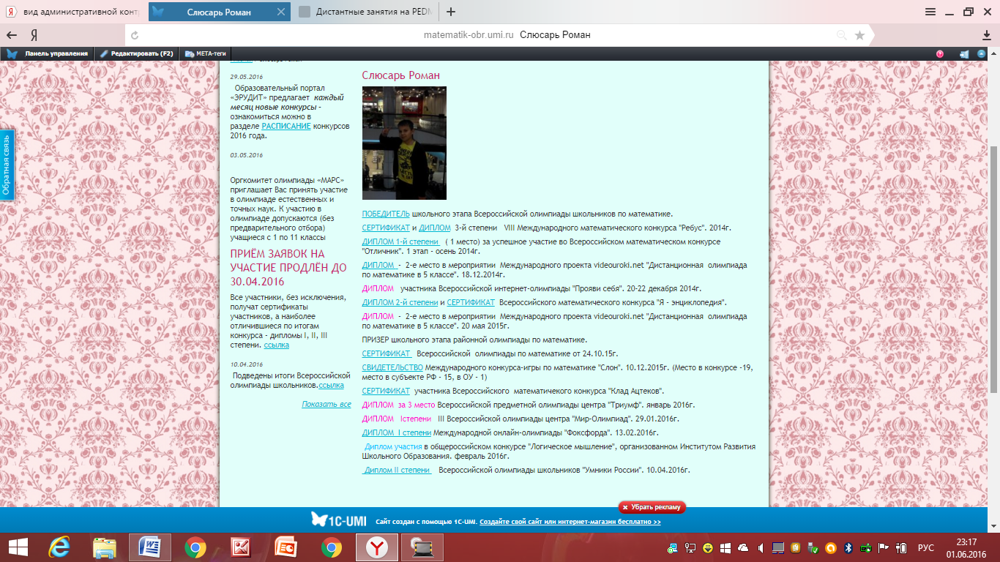 вид административной конт
Слюсарь Роман
Дистантные занятия на PEDM
matematik-obr.umi.ru Слюсарь Роман
Панель управления
Редактировать (F2)
META-теги
Обратная связь
29.05.2016
Образовательный портал
«ЭРУДИТ» предлагает каждый
месяц новые конкурсы -
ознакомиться можно в
разделе РАСПИСАНИЕ конкурсов
2016 года.
03.05.2016
Оргкомитет олимпиады «МАРС»
приглашает Вас принять участие
в олимпиаде естественных и
точных наук. К участию в
олимпиаде допускаются (без
предварительного отбора)
учащиеся с 1 по 11 классы
ПРИЁМ ЗАЯВОК НА
УЧАСТИЕ ПРОДЛЁН ДО
30.04.2016
Все участники, без исключения,
получат сертификаты
участников, а наиболее
отличившиеся по итогам
конкурса - дипломы I, II, III
степени. ссылка
10.04.2016
Подведены итоги Всероссийской
олимпиады школьников.ссылка
Показать все
Слюсарь Роман
ПОБЕДИТЕЛЬ школьного этапа Всероссийской олимпиады школьников по математике.
СЕРТИФИКАТ и ДИПЛОМ 3-й степени VIII Международного математического конкурса "Ребус". 2014г.
ДИПЛОМ 1-й степени ( 1 место) за успешное участие во Всероссийском математическом конкурсе
"Отличник". 1 этап - осень 2014г.
ДИПЛОМ - 2-е место в мероприятии Международного проекта videouroki.net "Дистанционная олимпиада
по математике в 5 классе". 18.12.2014г.
ДИПЛОМ участника Всероссийской интернет-олимпиады "Прояви себя". 20-22 декабря 2014г.
ДИПЛОМ 2-й степени и СЕРТИФИКАТ Всероссийского математического конкурса "Я - энциклопедия".
ДИПЛОМ - 2-е место в мероприятии Международного проекта videouroki.net "Дистанционная олимпиада
по математике в 5 классе". 20 мая 2015г.
ПРИЗЕР школьного этапа районной олимпиады по математике.
СЕРТИФИКАТ Всероссийской олимпиады по математике от 24.10.15г.
СВИДЕТЕЛЬСТВО Международного конкурса-игры по математике "Слон". 10.12.2015г. (Место в конкурсе -19,
место в субъекте РФ - 15, в ОУ - 1)
СЕРТИФИКАТ участника Всероссийского математичекого конкурса "Клад Ацтеков".
ДИПЛОМ за 3 место Всероссийской предметной олимпиады центра "Триумф". январь 2016г.
ДИПЛОМ Iстепени III Всероссийской олимпиады центра "Мир-Олимпиад". 29.01.2016г.
ДИПЛОМ I степени Международной онлайн-олимпиады "Фоксфорда". 13.02.2016г.
Диплом участия в общероссийском конкурсе "Логическое мышление", организованном Институтом Развития
Школьного Образования. февраль 2016г.
Диплом II степени Всероссийской олимпиады школьников "Умники России". 10.04.2016г.
Убрать рекламу
1C-UMI Сайт создан с помощью 1C-UMI. Создайте свой сайт или интернет-магазин бесплатно >>
РУС
23:17
01.06.2016